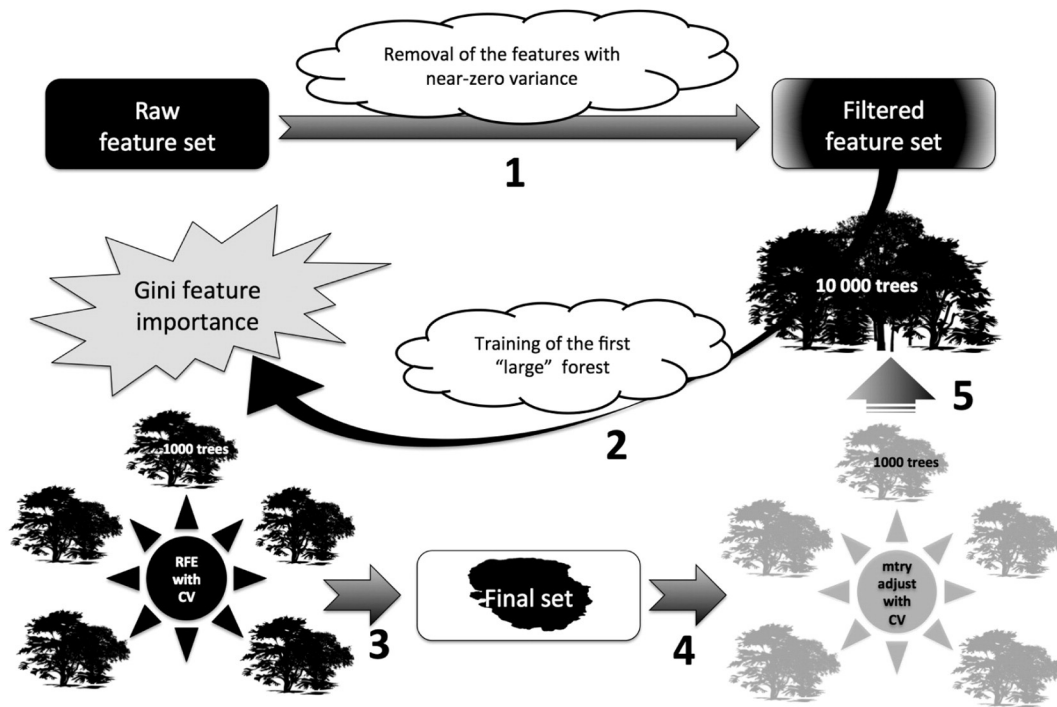 Removal of the features with
near-zero variance
Raw
feature set
Filtered
feature set
1
Gini feature
importance
10 000 trees
Training of the first
“large” forest
2
5
1000 trees
1000 trees
RFE
with
CV
3
Final set
4
mtry
adjust
with
CV